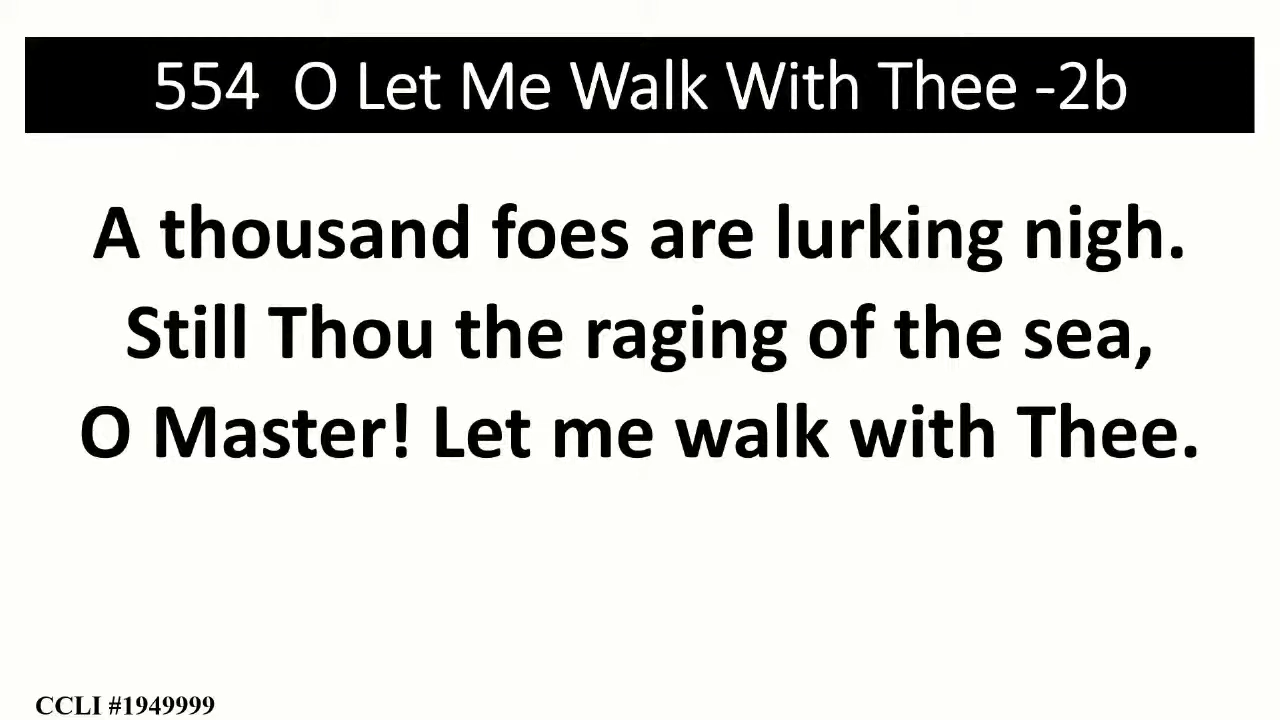 554 O Let Me Walk With Thee -2b
A thousand foes are lurking nigh.
Still Thou the raging of the sea,
O Master! Let me walk with Thee.
CCLI #1949999